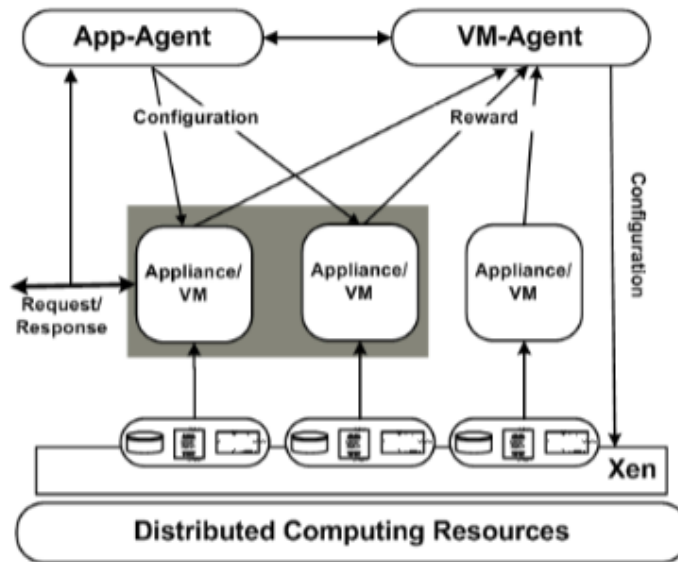 App-Agent
VM-Agent
Configuration
Reward
Configuration
Appliance/
VM
Appliance/
VM
Appliance/
VM
Request/
Response
Xen
Distributed Computing Resources